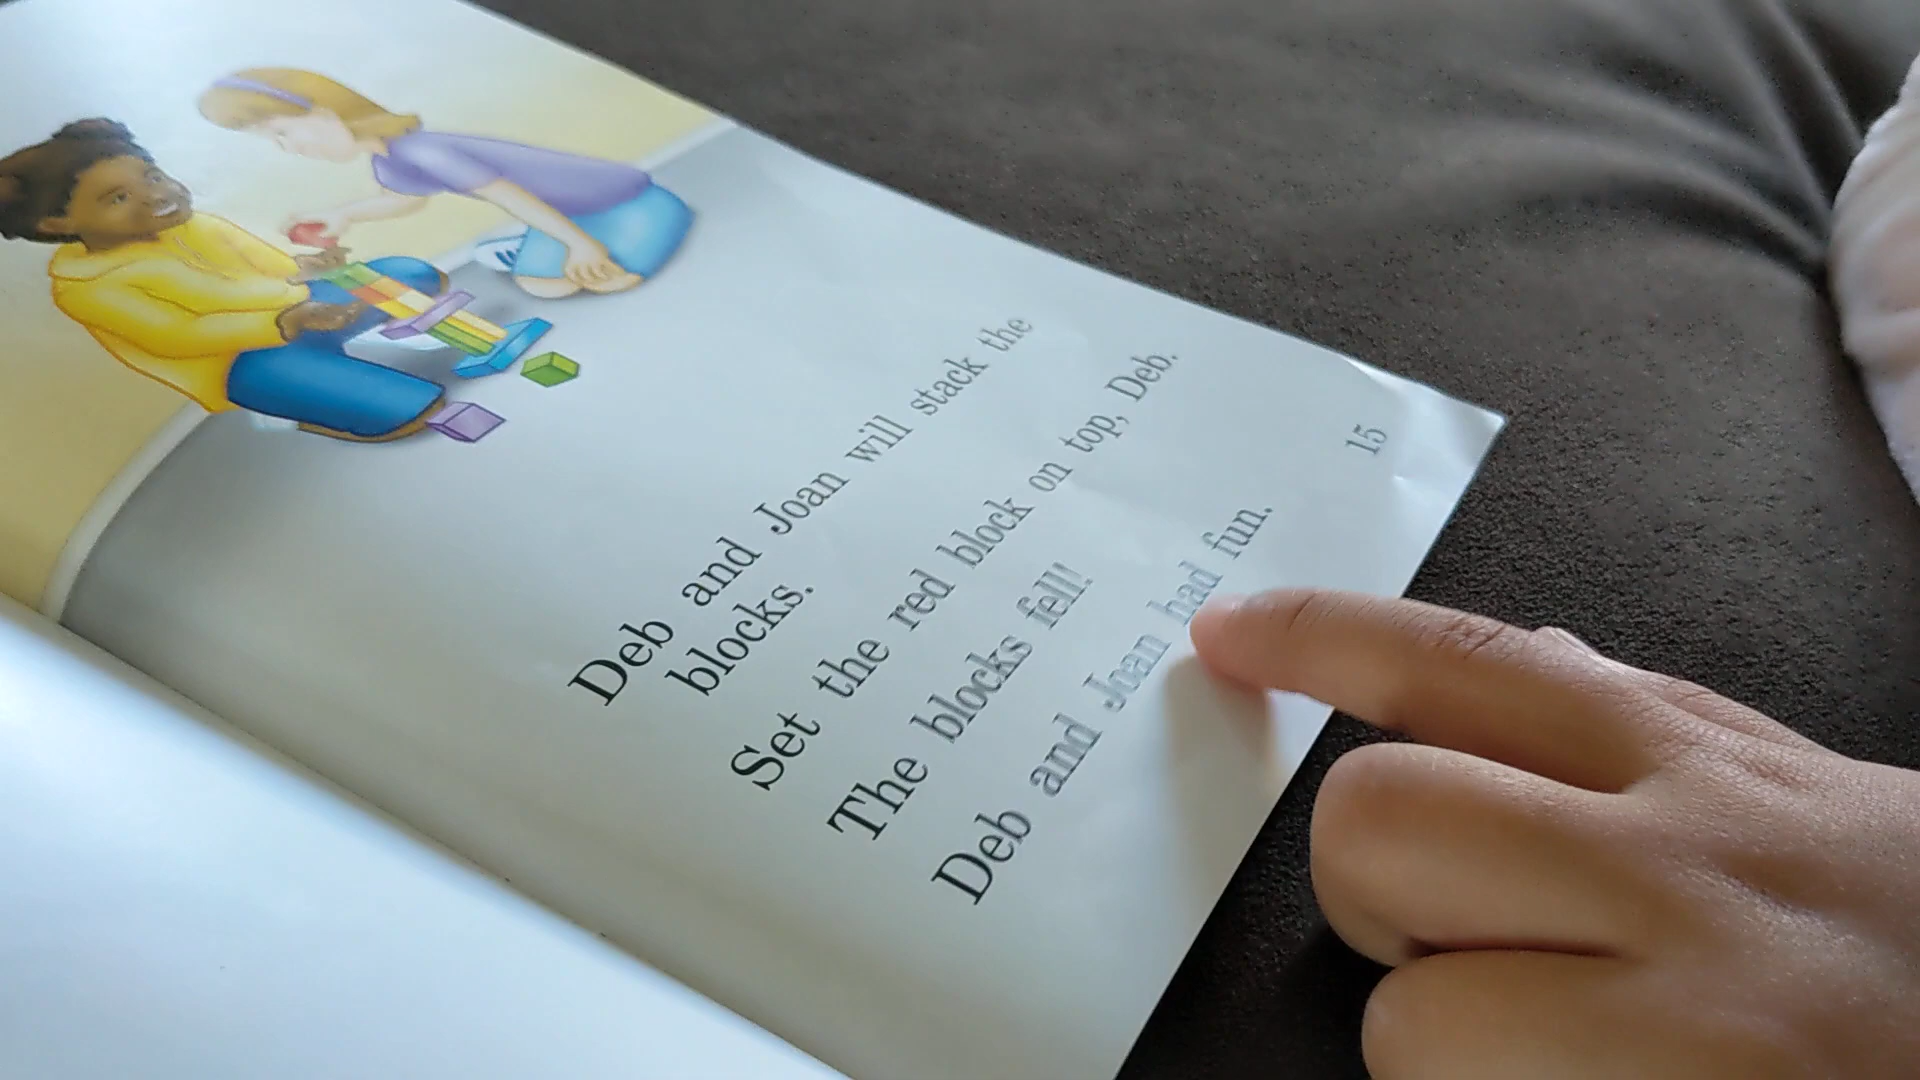 Deb and Joan will stack the
blocks.
Set the red block on top, Deb.
The blocks fell!
Deb and Joan had fun.
15